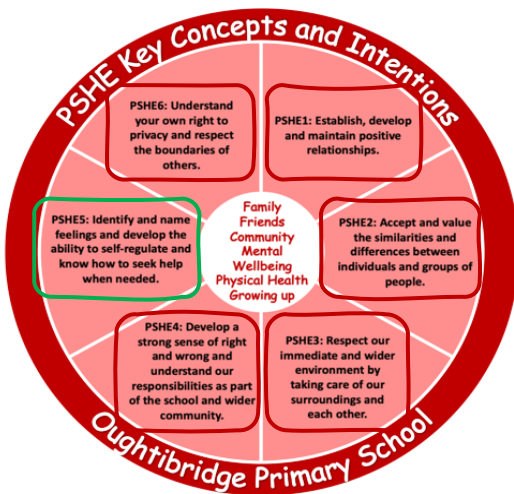 PSHE Key Concepts and Intentions
PSHE6: Understand
your own right to
privacy and respect
the boundaries of
others.
PSHE1: Establish, develop
and maintain positive
relationships.
PSHE5: Identify and name
feelings and develop the
ability to self-regulate and
know how to seek help
when needed.
Family
Friends
Community
Mental
Wellbeing
Physical Health
Growing up
PSHE2: Accept and value
the similarities and
differences between
individuals and groups of
people.
PSHE4: Develop a
strong sense of right
and wrong and
understand our
responsibilities as part
of the school and wider
community.
PSHE3: Respect our
immediate and wider
environment by
taking care of our
surroundings and
each other.
Oughtibridge Primary School